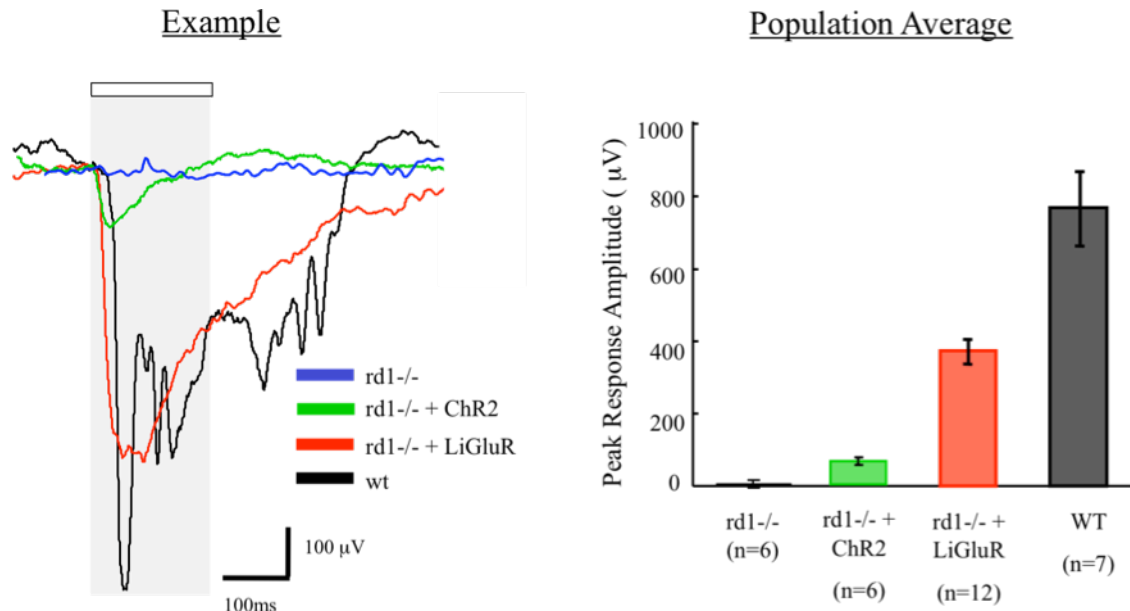 Example
rd1-/-
rd1-/- + ChR2
rd1-/- + LiGluR
wt
100 µV
100ms
Population Average
Peak Response Amplitude ( µV)
1000
800
600
400
200
0
rd1-/-
(n=6)
rd1-/- +
ChR2
(n=6)
rd1-/- +
LiGluR
(n=12)
WT
(n=7)